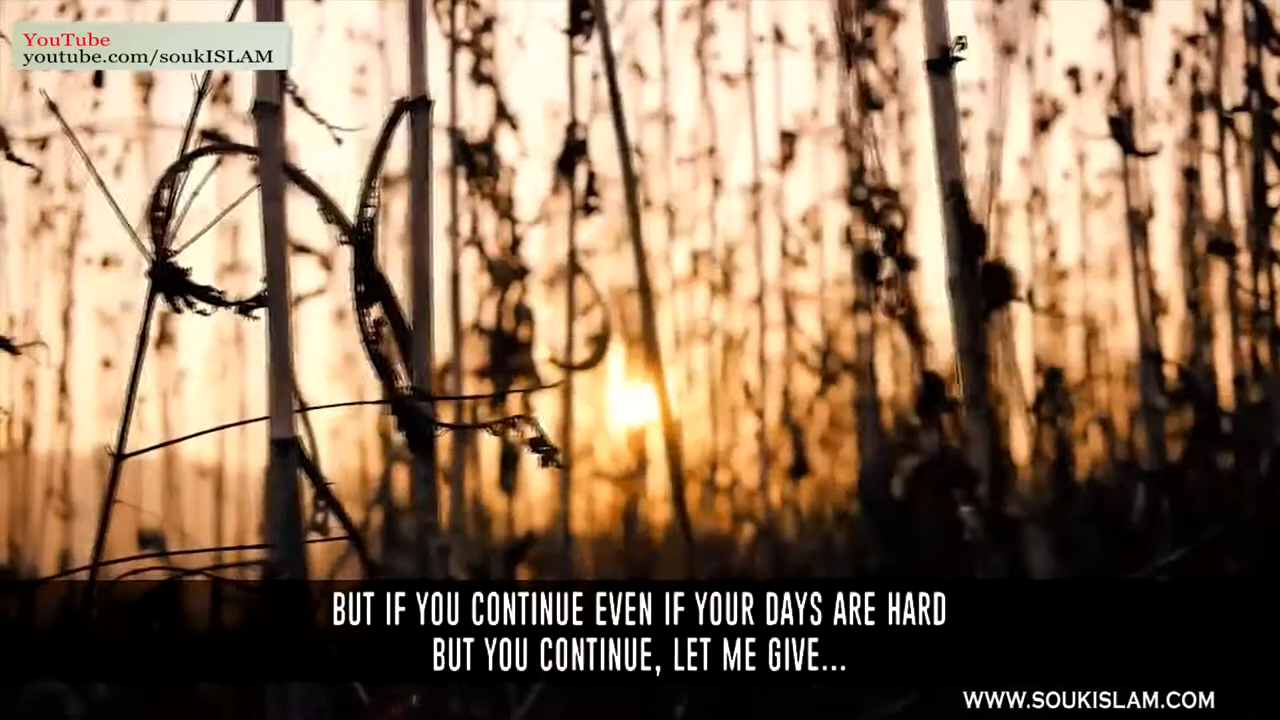 YouTube
youtube.com/soukISLAM
BUT IF YOU CONTINUE EVEN IF YOUR DAYS ARE HARD
BUT YOU CONTINUE, LET ME GIVE...
WWW.SOUKISLAM.COM